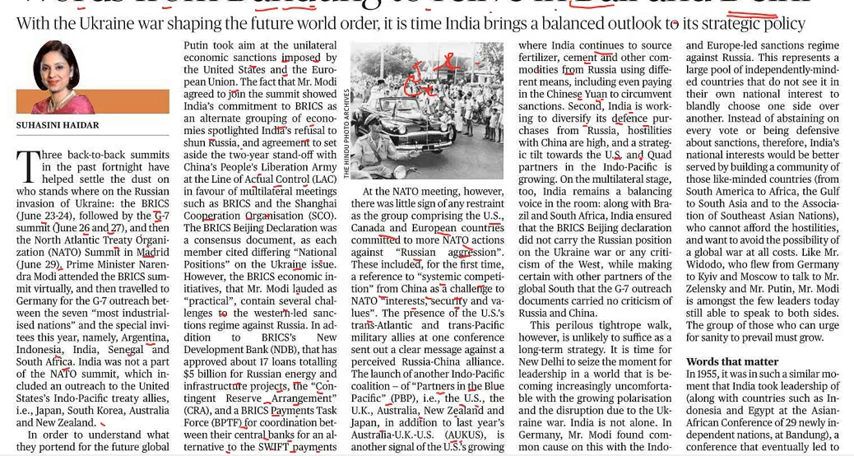 Words from Bandung to relive in Bali and Delhi
With the Ukraine war shaping the future world order, it is time India brings a balanced outlook to its strategic policy
SUHASINI HAIDAR
Three back-to-back summits
in the past fortnight have
helped settle the dust on
who stands where on the Russian
invasion of Ukraine: the BRICS
(June 23-24), followed by the G-7
summit (June 26 and 27), and then
the North Atlantic Treaty Organi-
zation (NATO) Summit in Madrid
(June 29). Prime Minister Naren-
dra Modi attended the BRICS sum-
mit virtually, and then travelled to
Germany for the G-7 outreach be-
tween the seven "most industrial-
ised nations" and the special invi-
tees this year, namely, Argentina,
Indonesia, India, Senegal and
South Africa. India was not a part
of the NATO summit, which in-
cluded an outreach to the United
States's Indo-Pacific treaty allies,
i.e., Japan, South Korea, Australia
and New Zealand.
In order to understand what
they portend for the future global
Putin took aim at the unilateral
economic sanctions imposed by
the United States and the Euro-
pean Union. The fact that Mr. Modi
agreed to join the summit showed
India's commitment to BRICS as
an alternate grouping of econo-
mies spotlighted India's refusal to
shun Russia, and agreement to set
aside the two-year stand-off with
China's People's Liberation Army
at the Line of Actual Control (LAC)
in favour of multilateral meetings
such as BRICS and the Shanghai
Cooperation Organisation (SCO).
The BRICS Beijing Declaration was
a consensus document, as each
member cited differing "National
Positions" on the Ukraine issue.
However, the BRICS economic in-
itiatives, that Mr. Modi lauded as
"practical", contain several chal-
lenges to the western-led sanc-
tions regime against Russia. In ad-
dition to BRICS's New
Development Bank (NDB), that has
approved about 17 loans totalling
$5 billion for Russian energy and
infrastructure projects, the "Con-
tingent Reserve Arrangement"
(CRA), and a BRICS Payments Task
Force (BPTF) for coordination bet-
ween their central banks for an al-
ternative to the SWIFT payments
THE HINDU PHOTO ARCHIVES
At the NATO meeting, however,
there was little sign of any restraint
as the group comprising the U.S.,
Canada and European countries
committed to more NATO actions
against "Russian aggression".
These included, for the first time,
a reference to "systemic competi-
tion" from China as a challenge to
NATO "interests, security and va-
lues". The presence of the U.S.'s
trans-Atlantic and trans-Pacific
military allies at one conference
sent out a clear message against a
perceived Russia-China alliance.
The launch of another Indo-Pacific
coalition – of "Partners in the Blue
Pacific" (PBP), i.e., the U.S., the
U.K., Australia, New Zealand and
Japan, in addition to last year's
Australia-U.K.-U.S. (AUKUS), is
another signal of the U.S.'s growing
where India continues to source
fertilizer, cement and other com-
modities from Russia using differ-
ent means, including even paying
in the Chinese Yuan to circumvent
sanctions. Second, India is work-
ing to diversify its defence pur-
chases from Russia, hostilities
with China are high, and a strateg-
ic tilt towards the U.S. and Quad
partners in the Indo-Pacific is
growing. On the multilateral stage,
too, India remains a balancing
voice in the room: along with Bra-
zil and South Africa, India ensured
that the BRICS Beijing declaration
did not carry the Russian position
on the Ukraine war or any critic-
ism of the West, while making
certain with other partners of the
global South that the G-7 outreach
documents carried no criticism of
Russia and China.
This perilous tightrope walk,
however, is unlikely to suffice as a
long-term strategy. It is time for
New Delhi to seize the moment for
leadership in a world that is be-
coming increasingly uncomforta-
ble with the growing polarisation
and the disruption due to the Uk-
raine war. India is not alone. In
Germany, Mr. Modi found com-
mon cause on this with the Indo-
and Europe-led sanctions regime
against Russia. This represents a
large pool of independently-mind-
ed countries that do not see it in
their own national interest to
blandly choose one side over
another. Instead of abstaining on
every vote or being defensive
about sanctions, therefore, India's
national interests would be better
served by building a community of
those like-minded countries (from
South America to Africa, the Gulf
to South Asia and to the Associa-
tion of Southeast Asian Nations),
who cannot afford the hostilities,
and want to avoid the possibility of
a global war at all costs. Like Mr.
Widodo, who flew from Germany
to Kyiv and Moscow to talk to Mr.
Zelensky and Mr. Putin, Mr. Modi
is amongst the few leaders today
still able to speak to both sides.
The group of those who can urge
for sanity to prevail must grow.
Words that matter
In 1955, it was in such a similar mo-
ment that India took leadership of
(along with countries such as In-
donesia and Egypt at the Asian-
African Conference of 29 newly in-
dependent nations, at Bandung), a
conference that eventually led to